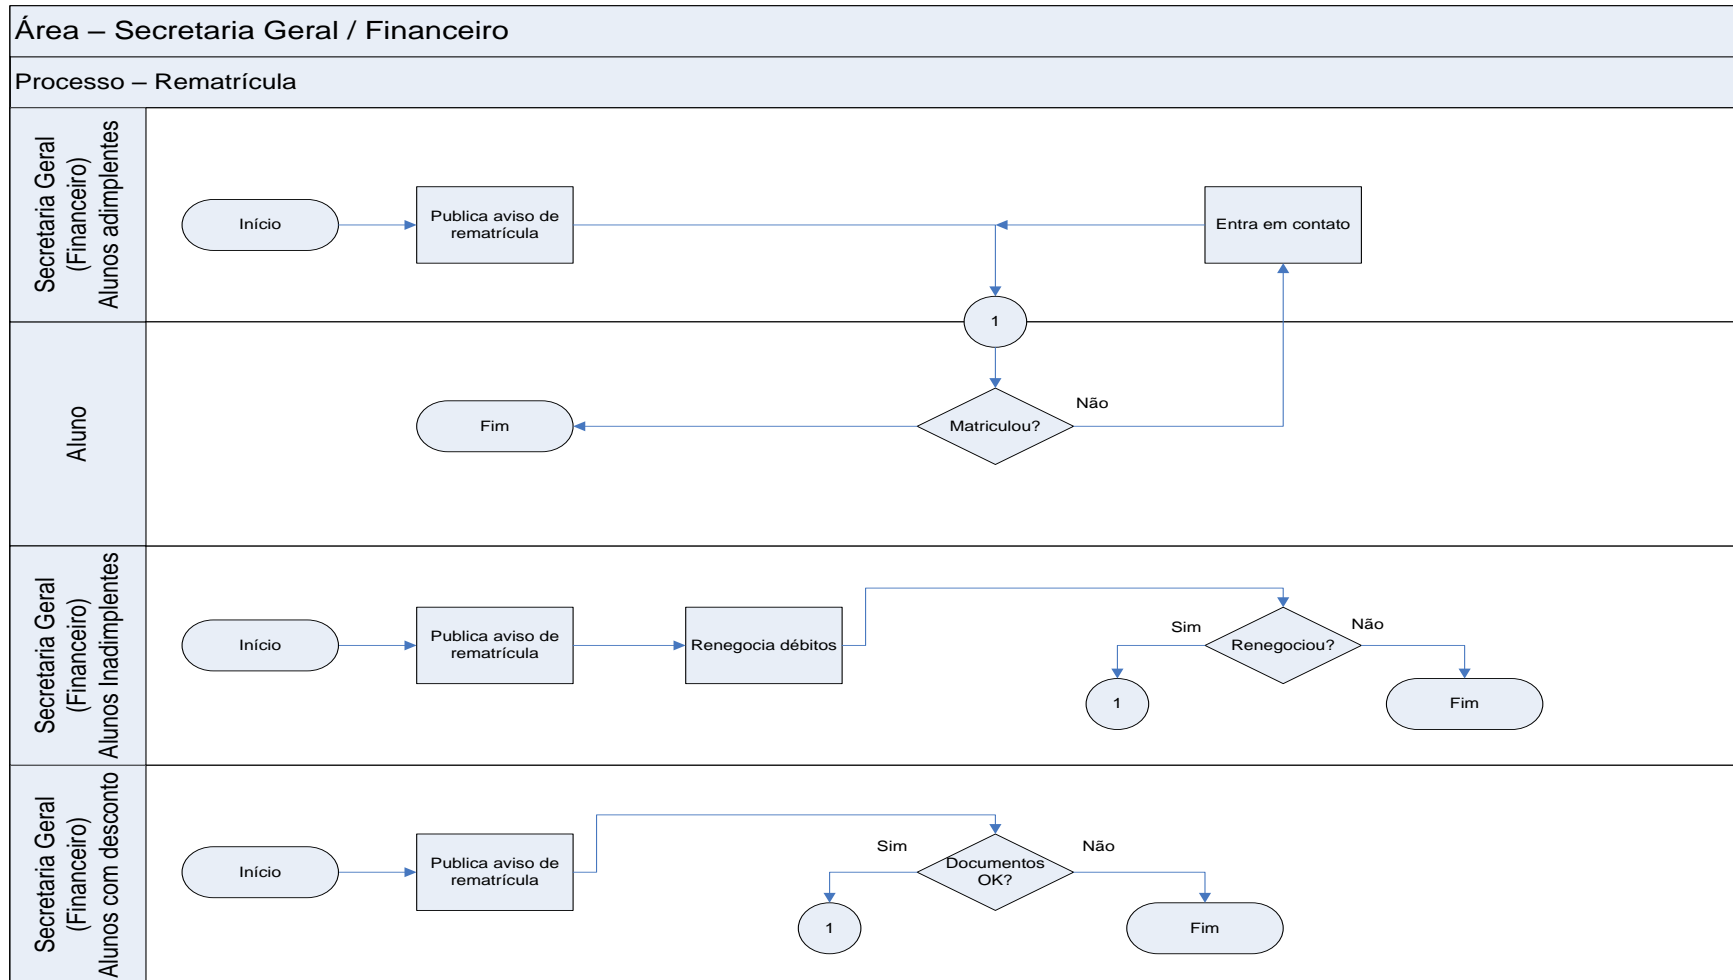 Área – Secretaria Geral / Financeiro
Processo – Rematrícula
Secretaria Geral
(Financeiro)
Alunos adimplentes
Início
Publica aviso de
rematrícula
Entra em contato
1
Aluno
Fim
Matriculou?
Não
Secretaria Geral
(Financeiro)
Alunos Inadimplentes
Início
Publica aviso de
rematrícula
Renegocia débitos
Sim
Renegociou?
Não
1
Fim
Secretaria Geral
(Financeiro)
Alunos com desconto
Início
Publica aviso de
rematrícula
Sim
Documentos
OK?
Não
1
Fim